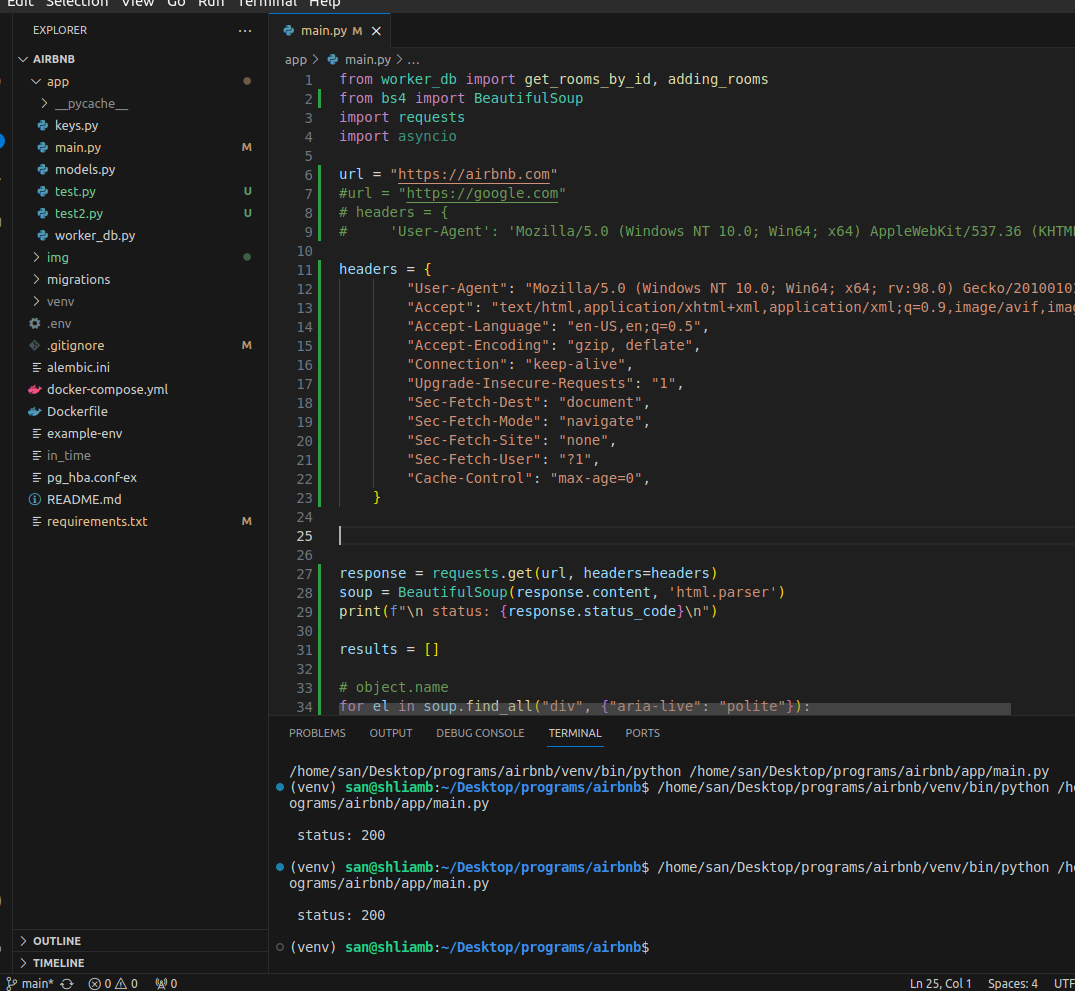 Edit Selection View Go Run Terminal Help
EXPLORER ...
AIRBNB
app
__pycache__
keys.py
main.py M
models.py
test.py U
test2.py U
worker_db.py
img
migrations
venv
.env
.gitignore M
alembic.ini
docker-compose.yml
Dockerfile
example-env
in_time
pg_hba.conf-ex
README.md
requirements.txt M
OUTLINE
TIMELINE
main.py M
app > main.py > ...
1 from worker_db import get_rooms_by_id, adding_rooms
2 from bs4 import BeautifulSoup
3 import requests
4 import asyncio
5
6 url = "https://airbnb.com"
7 #url = "https://google.com"
8 # headers = {
9 #     'User-Agent': 'Mozilla/5.0 (Windows NT 10.0; Win64; x64) AppleWebKit/537.36 (KHTM
10
11 headers = {
12         "User-Agent": "Mozilla/5.0 (Windows NT 10.0; Win64; x64; rv:98.0) Gecko/20100101
13         "Accept": "text/html,application/xhtml+xml,application/xml;q=0.9,image/avif,imag
14         "Accept-Language": "en-US,en;q=0.5",
15         "Accept-Encoding": "gzip, deflate",
16         "Connection": "keep-alive",
17         "Upgrade-Insecure-Requests": "1",
18         "Sec-Fetch-Dest": "document",
19         "Sec-Fetch-Mode": "navigate",
20         "Sec-Fetch-Site": "none",
21         "Sec-Fetch-User": "?1",
22         "Cache-Control": "max-age=0",
23     }
24
25
26
27 response = requests.get(url, headers=headers)
28 soup = BeautifulSoup(response.content, 'html.parser')
29 print(f"\n status: {response.status_code}\n")
30
31 results = []
32
33 # object.name
34 for el in soup.find_all("div", {"aria-live": "polite"}):
PROBLEMS OUTPUT DEBUG CONSOLE TERMINAL PORTS
/home/san/Desktop/programs/airbnb/venv/bin/python /home/san/Desktop/programs/airbnb/app/main.py
(venv) san@shliamb:~/Desktop/programs/airbnb$ /home/san/Desktop/programs/airbnb/venv/bin/python /h
ograms/airbnb/app/main.py
status: 200
(venv) san@shliamb:~/Desktop/programs/airbnb$ /home/san/Desktop/programs/airbnb/venv/bin/python /h
ograms/airbnb/app/main.py
status: 200
(venv) san@shliamb:~/Desktop/programs/airbnb$
main* 0 0 0 Ln 25, Col 1 Spaces: 4 UTF